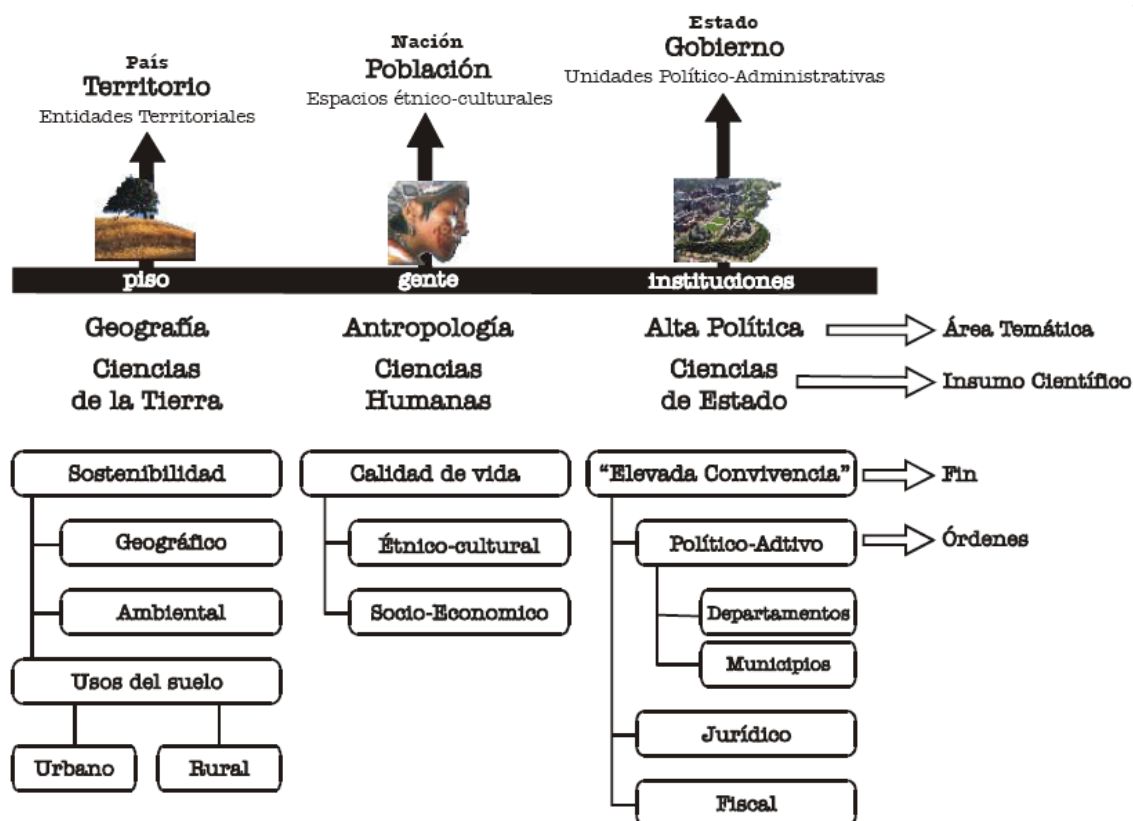 País
Territorio
Entidades Territoriales
Nación
Población
Espacios étnico-culturales
Estado
Gobierno
Unidades Político-Administrativas
piso
gente
instituciones
Geografía
Antropología
Alta Política
Área Temática
Ciencias
de la Tierra
Ciencias
Humanas
Ciencias
de Estado
Insumo Científico
Sostenibilidad
Geográfico
Ambiental
Usos del suelo
Urbano
Rural
Calidad de vida
Étnico-cultural
Socio-Economico
“Elevada Convivencia”
Fin
Político-Adtivo
Órdenes
Departamentos
Municipios
Jurídico
Fiscal